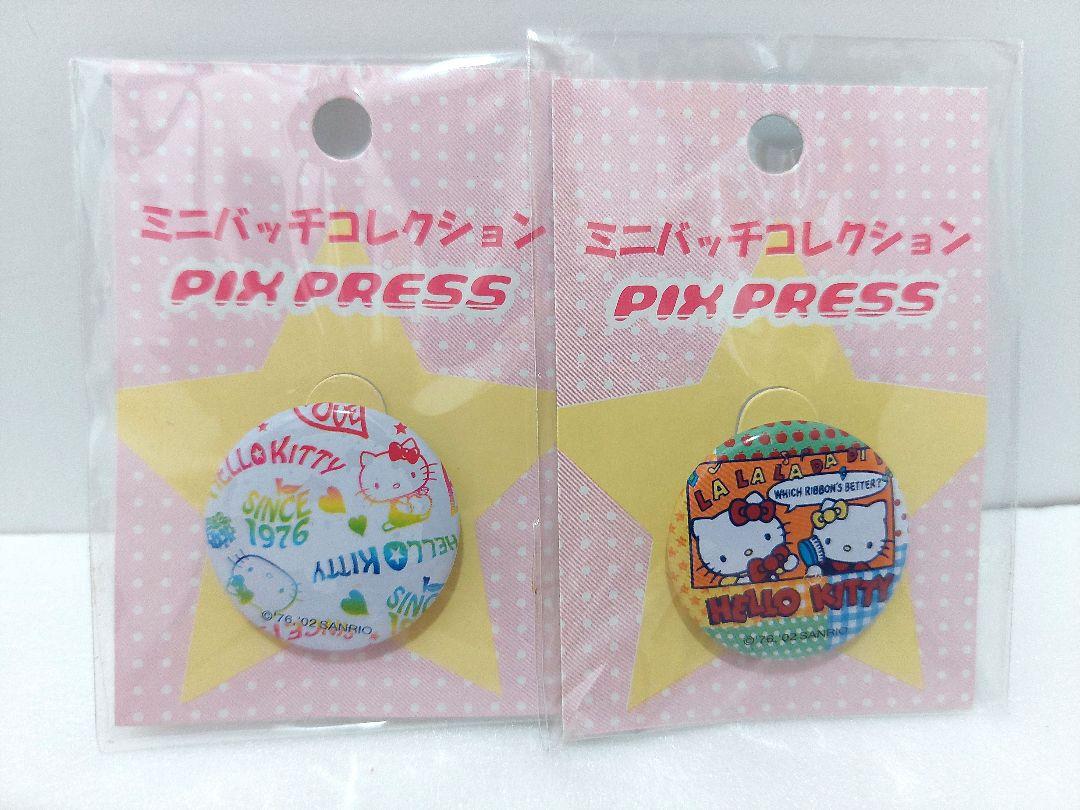 ミニバッチコレクション
PIX PRESS
HELLO KITTY
SINCE
1976
HELLO KITTY
©'76,'02 SANRIO
ミニバッチコレクション
PIX PRESS
LA LA LA DA DI
WHICH RIBBON'S BETTER?
HELLO KITTY
©'76,'02 SANRIO